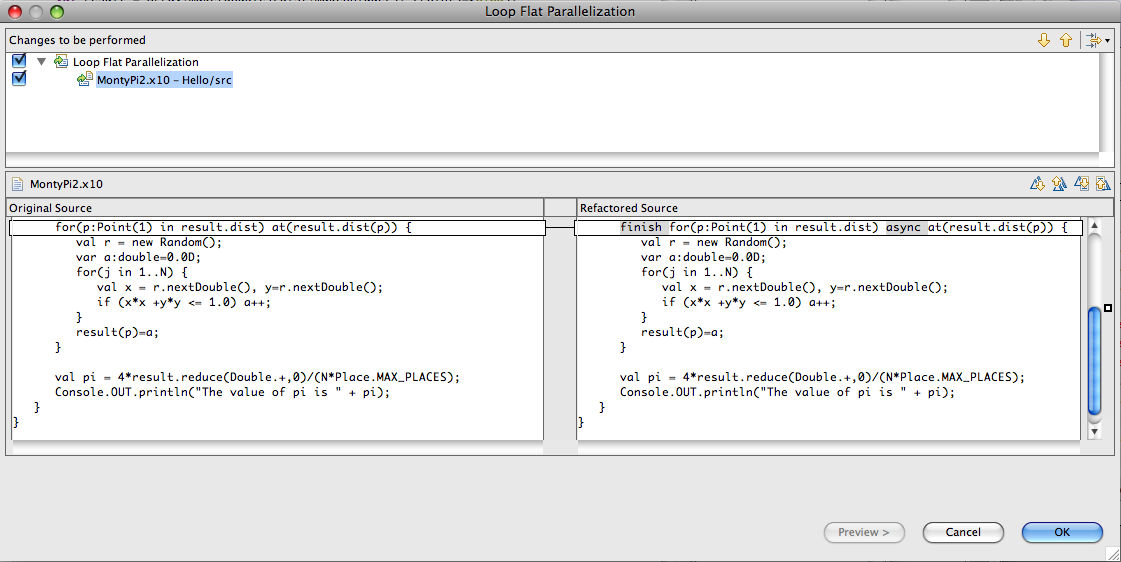 Loop Flat Parallelization
Changes to be performed
Loop Flat Parallelization
MontyPi2.x10 – Hello/src
MontyPi2.x10
Original Source
for(p:Point(1) in result.dist) at(result.dist(p)) {
val r = new Random();
var a:double=0.0D;
for(j in 1..N) {
val x = r.nextDouble(), y=r.nextDouble();
if (x*x +y*y <= 1.0) a++;
}
result(p)=a;
}
val pi = 4*result.reduce(Double.+,0)/(N*Place.MAX_PLACES);
Console.OUT.println("The value of pi is " + pi);
}
}
Refactored Source
finish for(p:Point(1) in result.dist) async at(result.dist(p)) {
val r = new Random();
var a:double=0.0D;
for(j in 1..N) {
val x = r.nextDouble(), y=r.nextDouble();
if (x*x +y*y <= 1.0) a++;
}
result(p)=a;
}
val pi = 4*result.reduce(Double.+,0)/(N*Place.MAX_PLACES);
Console.OUT.println("The value of pi is " + pi);
}
}
Preview >
Cancel
OK